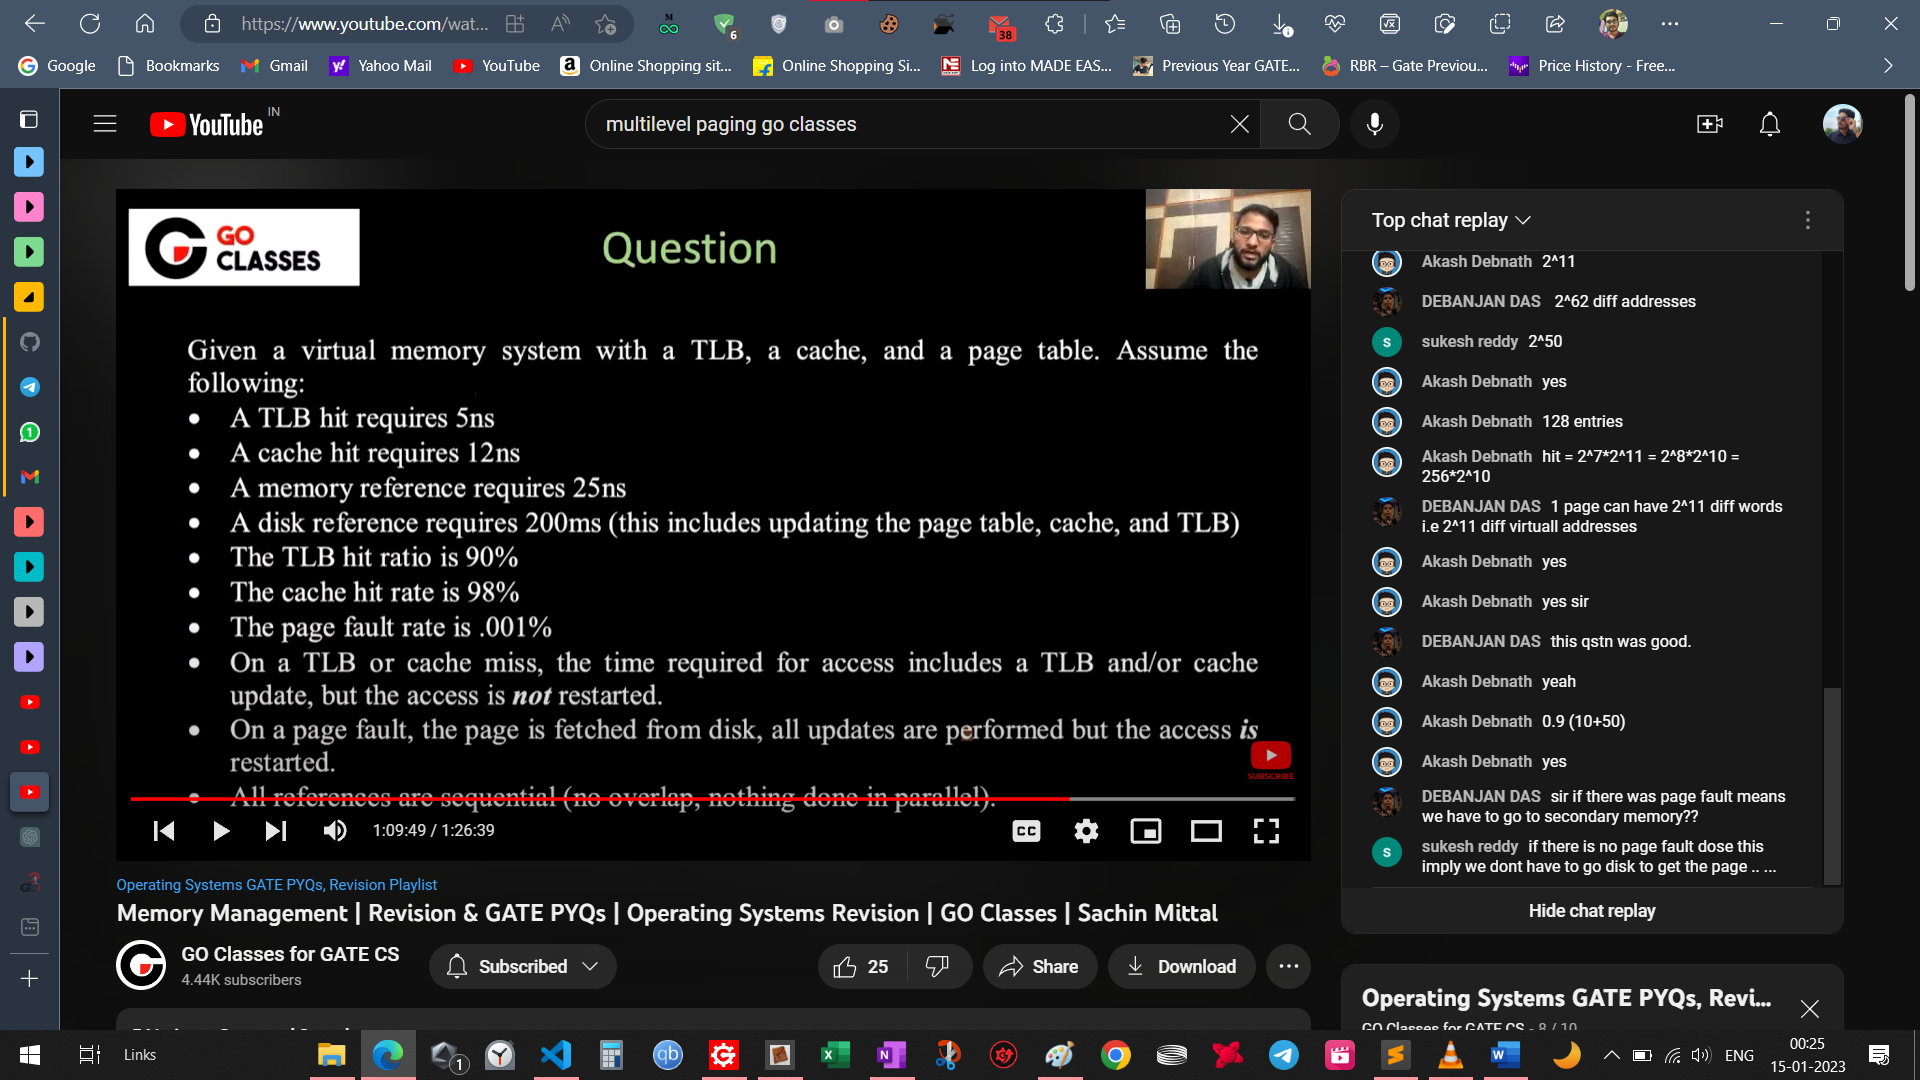 https://www.youtube.com/wat...
6
38
Google
Bookmarks
Gmail
Yahoo Mail
YouTube
Online Shopping sit...
Online Shopping Si...
Log into MADE EAS...
Previous Year GATE...
RBR – Gate Previou...
Price History - Free...
YouTube IN
multilevel paging go classes
GO
CLASSES
Question
Given a virtual memory system with a TLB, a cache, and a page table. Assume the
following:
• A TLB hit requires 5ns
• A cache hit requires 12ns
• A memory reference requires 25ns
• A disk reference requires 200ms (this includes updating the page table, cache, and TLB)
• The TLB hit ratio is 90%
• The cache hit rate is 98%
• The page fault rate is .001%
• On a TLB or cache miss, the time required for access includes a TLB and/or cache
update, but the access is not restarted.
• On a page fault, the page is fetched from disk, all updates are performed but the access is
restarted.
• All references are sequential (no overlap, nothing done in parallel).
SUBSCRIBE
1:09:49 / 1:26:39
CC
Operating Systems GATE PYQs, Revision Playlist
Memory Management | Revision & GATE PYQs | Operating Systems Revision | GO Classes | Sachin Mittal
GO Classes for GATE CS
4.44K subscribers
Subscribed
25
Share
Download
Top chat replay
Akash Debnath 2^11
DEBANJAN DAS 2^62 diff addresses
s
sukesh reddy 2^50
Akash Debnath yes
Akash Debnath 128 entries
Akash Debnath hit = 2^7*2^11 = 2^8*2^10 =
256*2^10
DEBANJAN DAS 1 page can have 2^11 diff words
i.e 2^11 diff virtuall addresses
Akash Debnath yes
Akash Debnath yes sir
DEBANJAN DAS this qstn was good.
Akash Debnath yeah
Akash Debnath 0.9 (10+50)
Akash Debnath yes
DEBANJAN DAS sir if there was page fault means
we have to go to secondary memory??
s
sukesh reddy if there is no page fault dose this
imply we dont have to go disk to get the page .. ...
Hide chat replay
Operating Systems GATE PYQs, Revi...
GO Classes for GATE CS - 8 / 10
Links
1
qb
ENG
00:25
15-01-2023